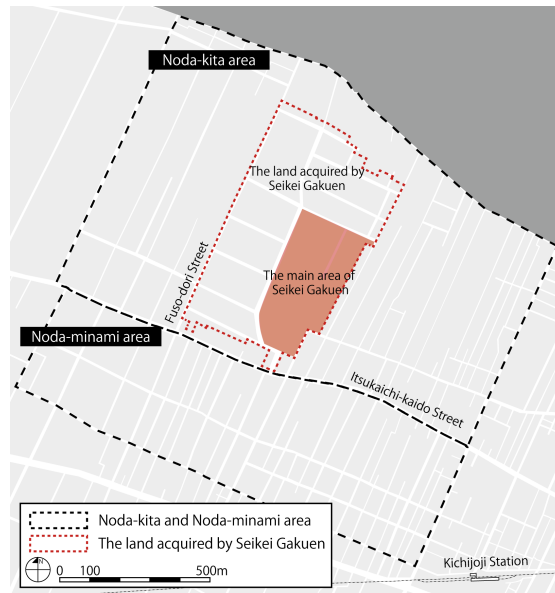 Noda-kita area
The land acquired by
Seikei Gakuen
Fuso-dori Street
The main area of
Seikei Gakuen
Noda-minami area
Itsukaichi-kaido Street
Noda-kita and Noda-minami area
The land acquired by Seikei Gakuen
N
0 100 500m
Kichijoji Station